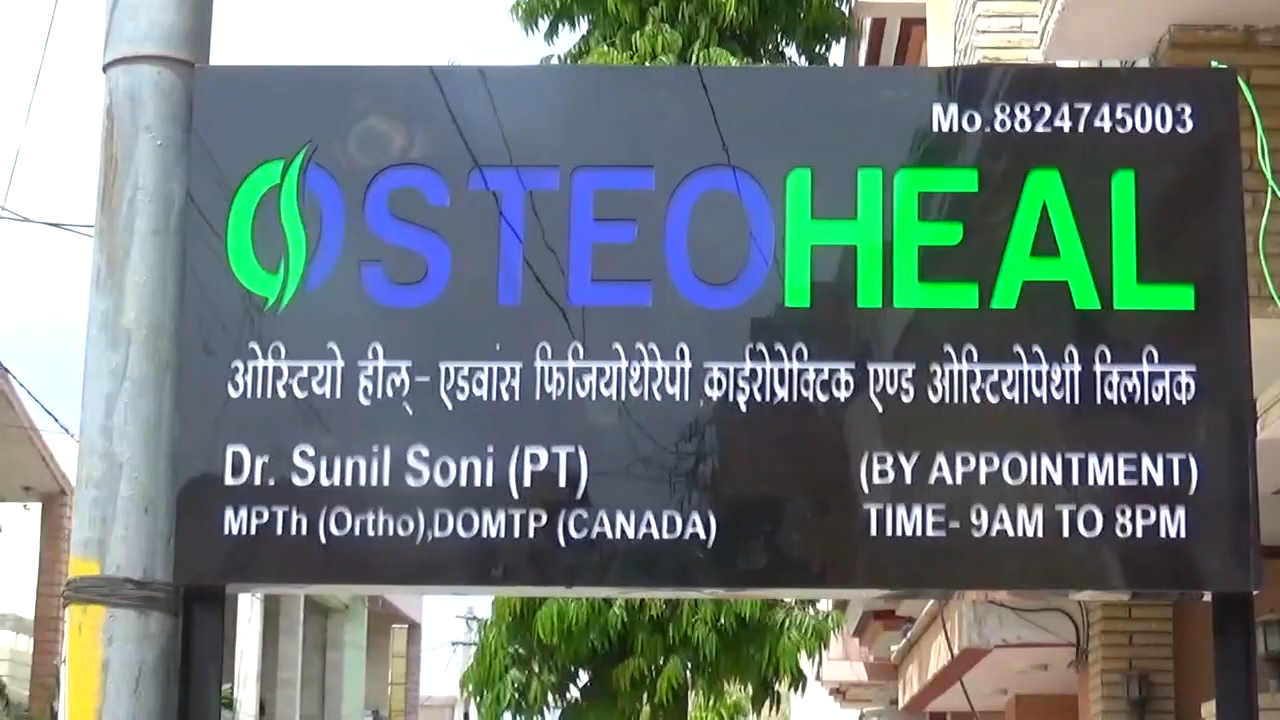 Mo.8824745003
OSTEOHEAL
ओस्टियो हील्- एडवांस फिजियोथेरेपी ,काईरोप्रेक्टिक एण्ड ओस्टियोपेथी क्लिनिक
Dr. Sunil Soni (PT)
(BY APPOINTMENT)
MPTh (Ortho),DOMTP (CANADA)
TIME- 9AM TO 8PM